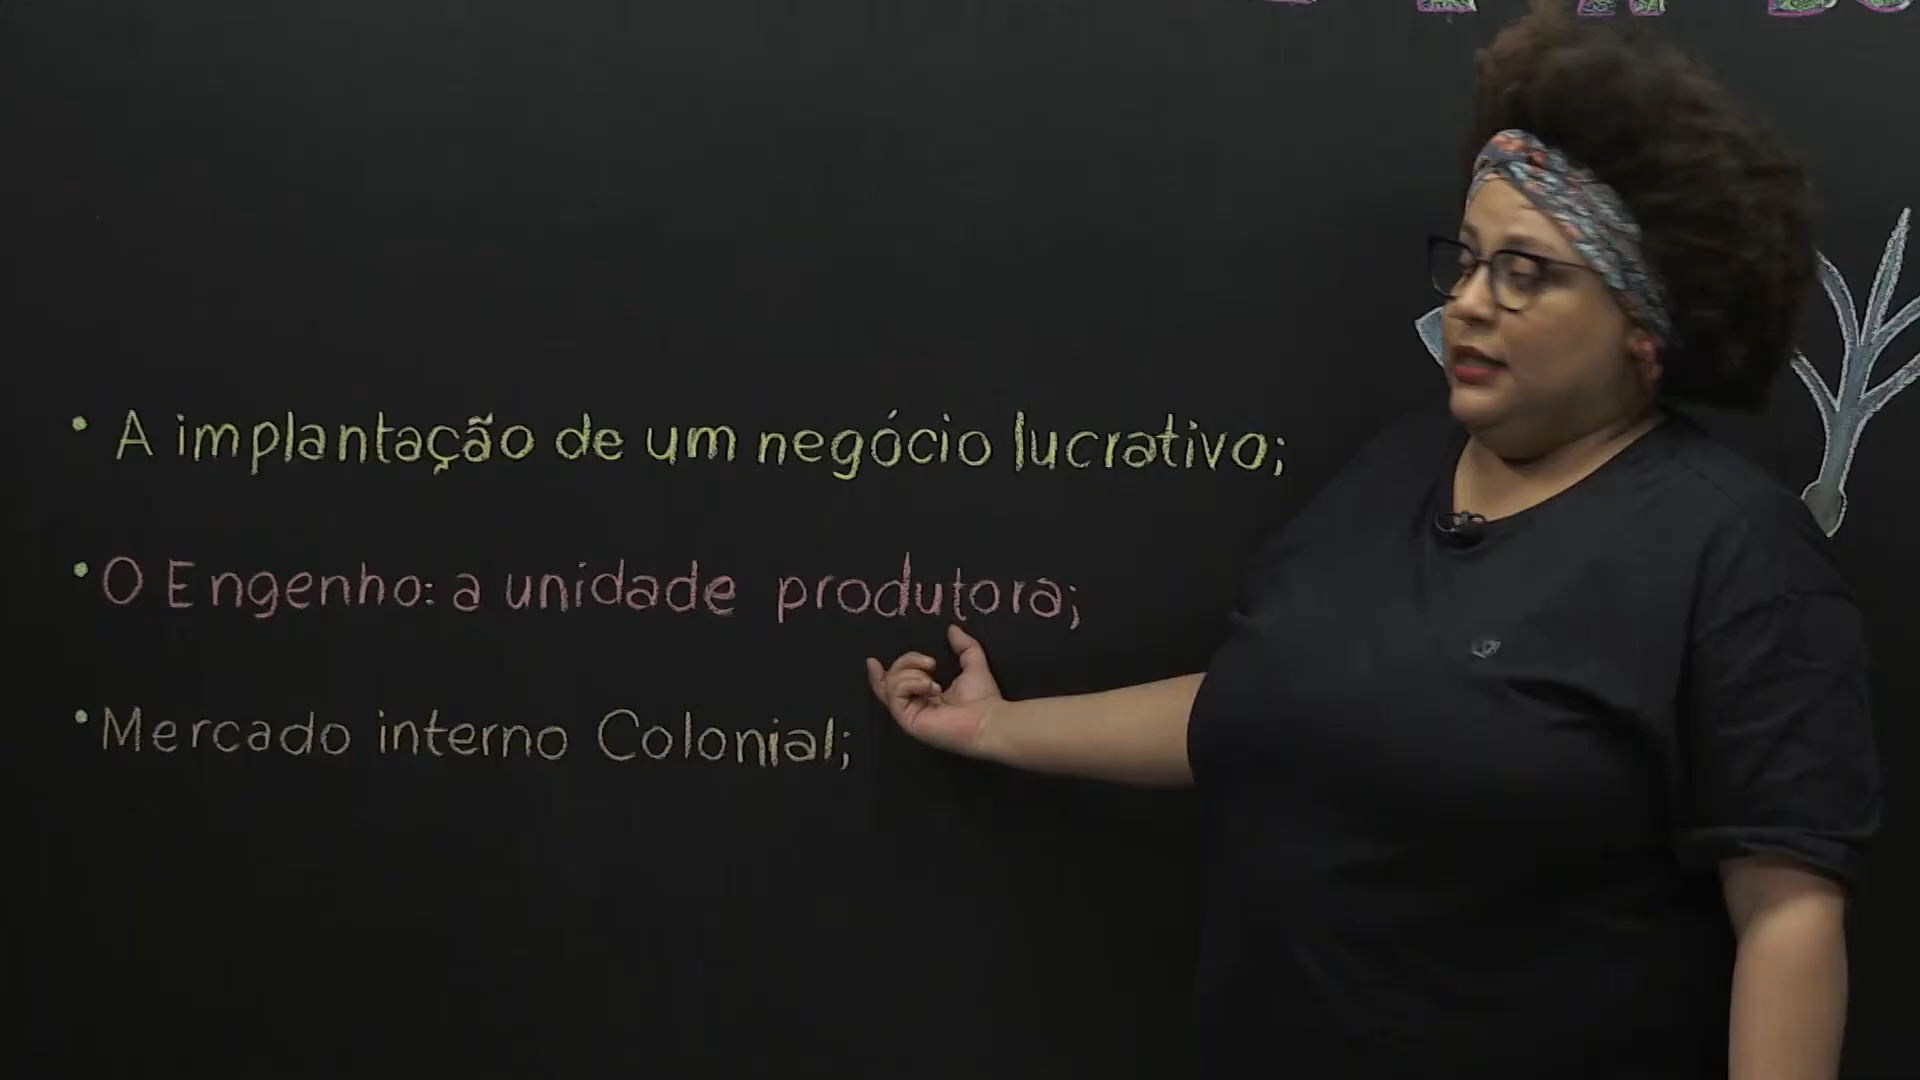 • A implantação de um negócio lucrativo;
• O Engenho: a unidade produtora;
• Mercado interno Colonial;